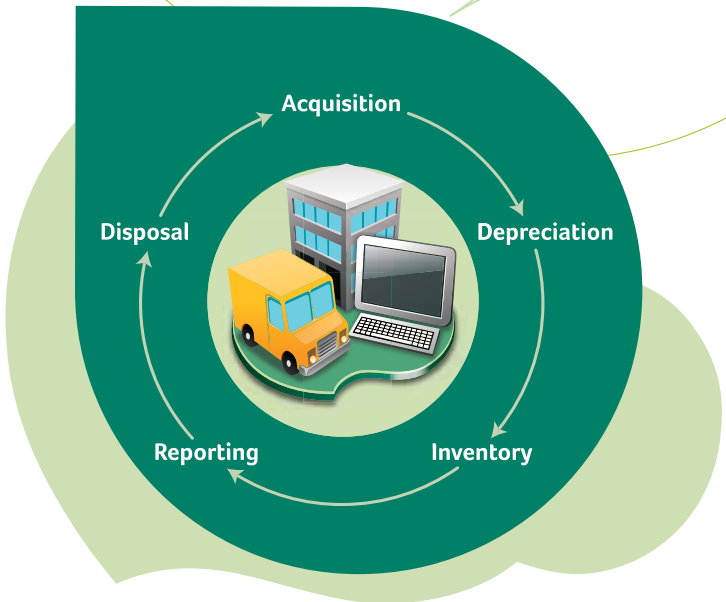 Acquisition
Depreciation
Inventory
Reporting
Disposal